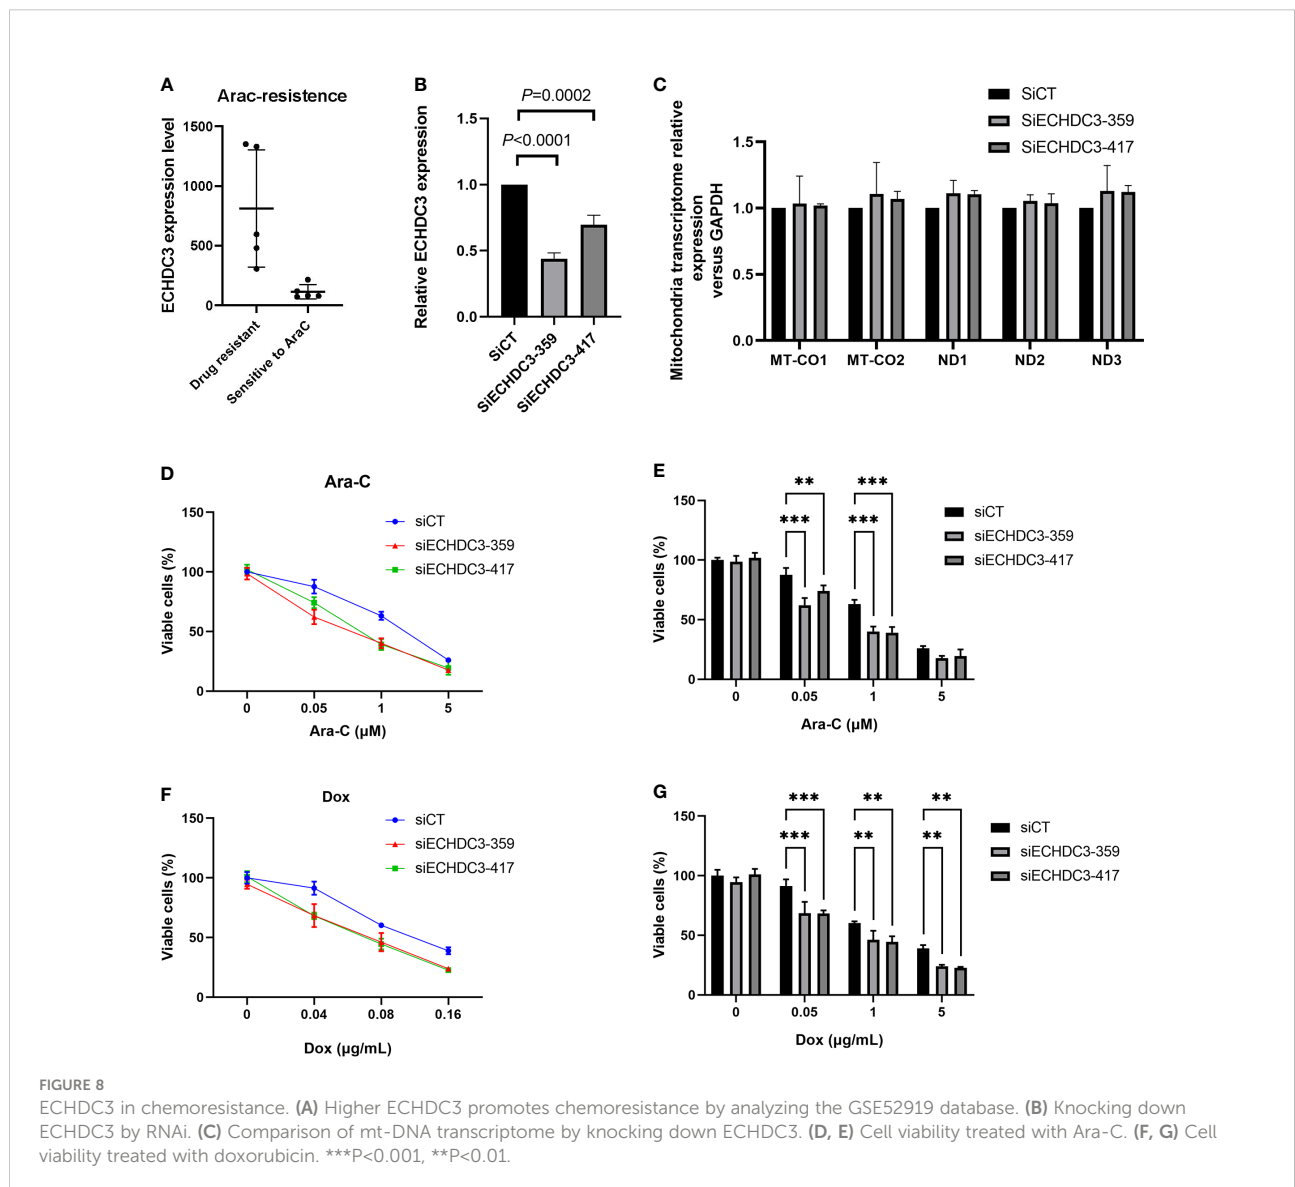 A
Arac-resistence
ECHDC3 expression level
1500
1000
500
0
Drug resistant
Sensitive to AraC
B
P=0.0002
P<0.0001
Relative ECHDC3 expression
1.5
1.0
0.5
0.0
SiCT
SiECHDC3-359
SiECHDC3-417
C
SiCT
SiECHDC3-359
SiECHDC3-417
Mitochondria transcriptome relative
expression
versus GAPDH
1.5
1.0
0.5
0.0
MT-CO1 MT-CO2 ND1 ND2 ND3
D
Ara-C
siCT
siECHDC3-359
siECHDC3-417
Viable cells (%)
150
100
50
0
0 0.05 1 5
Ara-C (μM)
E
** ***
*** ***
siCT
siECHDC3-359
siECHDC3-417
Viable cells (%)
150
100
50
0
0 0.05 1 5
Ara-C (μM)
F
Dox
siCT
siECHDC3-359
siECHDC3-417
Viable cells (%)
150
100
50
0
0 0.04 0.08 0.16
Dox (μg/mL)
G
*** ** **
*** ** **
siCT
siECHDC3-359
siECHDC3-417
Viable cells (%)
150
100
50
0
0 0.05 1 5
Dox (μg/mL)
FIGURE 8
ECHDC3 in chemoresistance. (A) Higher ECHDC3 promotes chemoresistance by analyzing the GSE52919 database. (B) Knocking down
ECHDC3 by RNAi. (C) Comparison of mt-DNA transcriptome by knocking down ECHDC3. (D, E) Cell viability treated with Ara-C. (F, G) Cell
viability treated with doxorubicin. ***P<0.001, **P<0.01.